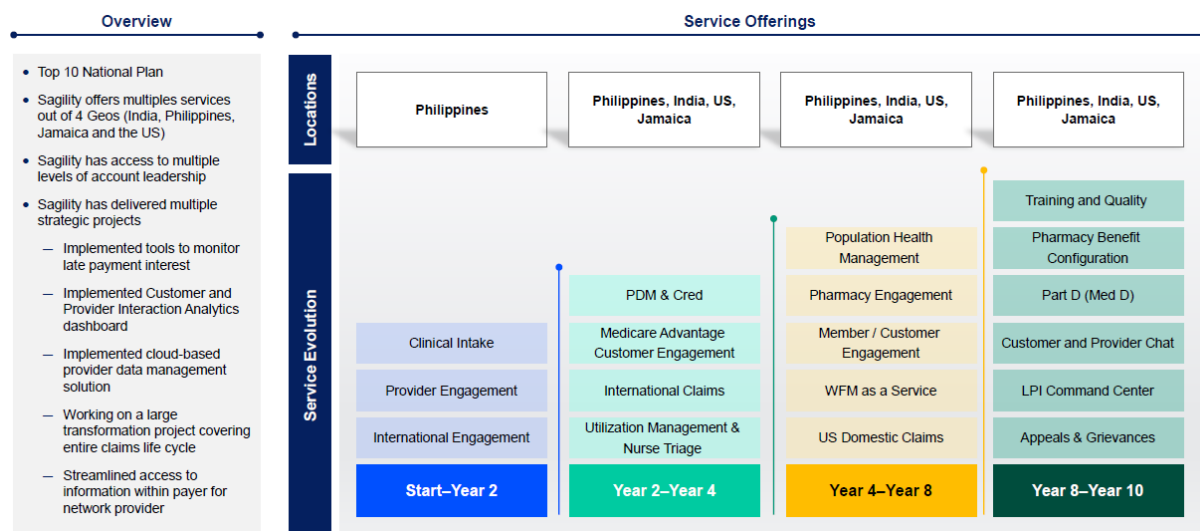 Overview
Top 10 National Plan
Sagility offers multiples services
out of 4 Geos (India, Philippines,
Jamaica and the US)
Sagility has access to multiple
levels of account leadership
Sagility has delivered multiple
strategic projects
— Implemented tools to monitor
late payment interest
— Implemented Customer and
Provider Interaction Analytics
dashboard
— Implemented cloud-based
provider data management
solution
— Working on a large
transformation project covering
entire claims life cycle
— Streamlined access to
information within payer for
network provider
Service Offerings
Locations
Philippines
Philippines, India, US,
Jamaica
Philippines, India, US,
Jamaica
Philippines, India, US,
Jamaica
Service Evolution
Clinical Intake
Provider Engagement
International Engagement
Start–Year 2
PDM & Cred
Medicare Advantage
Customer Engagement
International Claims
Utilization Management &
Nurse Triage
Year 2–Year 4
Population Health
Management
Pharmacy Engagement
Member / Customer
Engagement
WFM as a Service
US Domestic Claims
Year 4–Year 8
Training and Quality
Pharmacy Benefit
Configuration
Part D (Med D)
Customer and Provider Chat
LPI Command Center
Appeals & Grievances
Year 8–Year 10